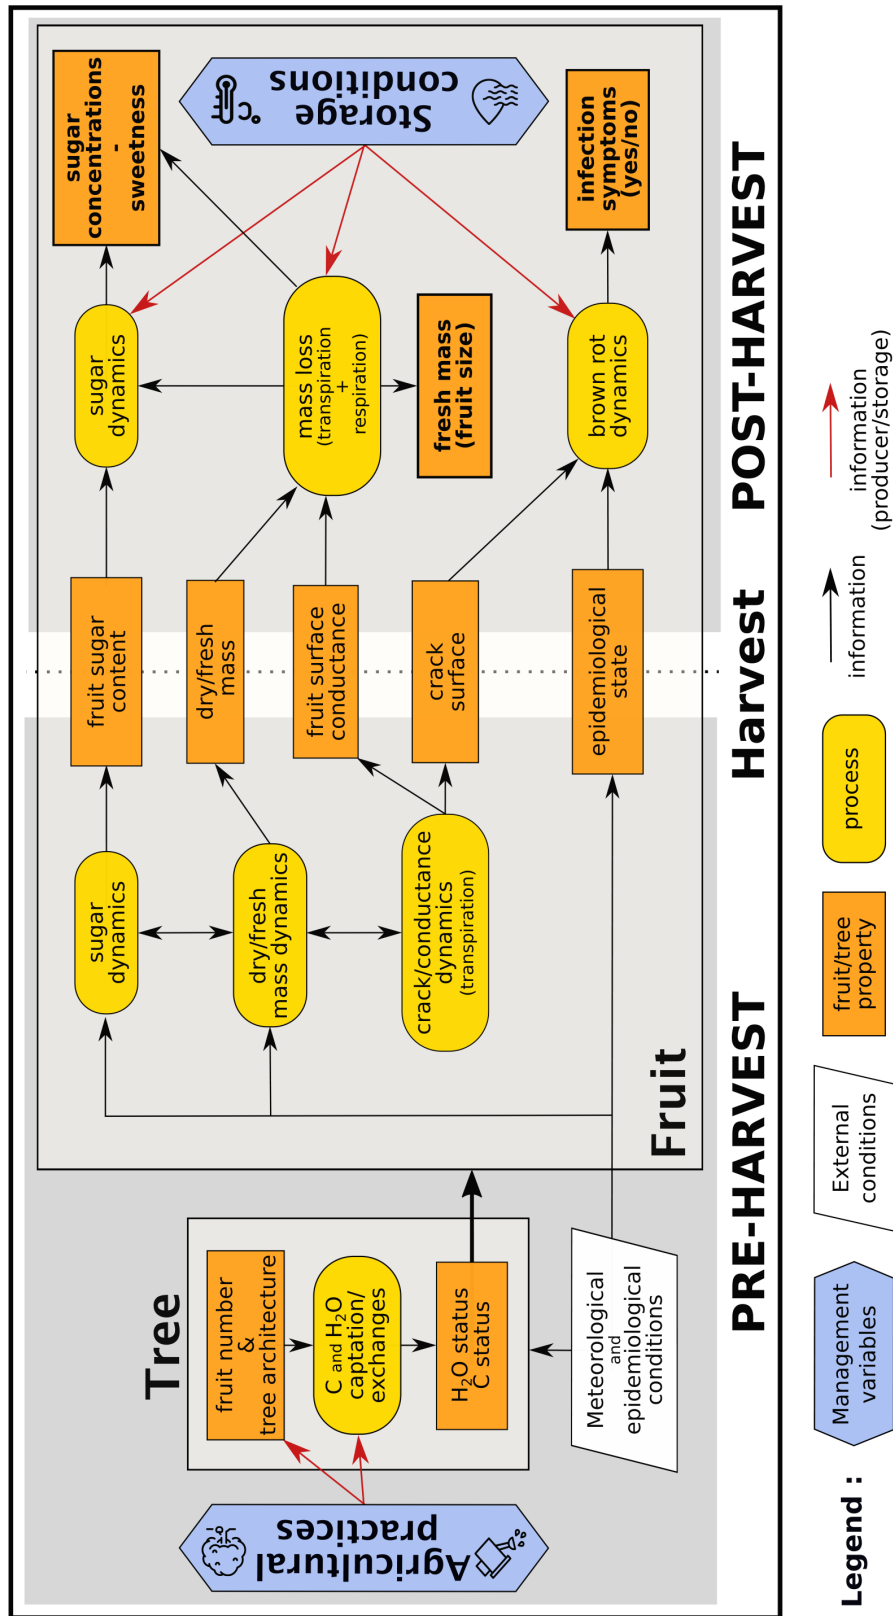 Agricultural
practices
Tree
fruit number
&
tree architecture
C and H₂O
captation/
exchanges
H₂O status
C status
Meteorological
and
epidemiological
conditions
Fruit
sugar
dynamics
dry/fresh
mass dynamics
crack/conductance
dynamics
(transpiration)
fruit sugar
content
dry/fresh
mass
fruit surface
conductance
crack
surface
epidemiological
state
sugar
dynamics
mass loss
(transpiration
+
respiration)
fresh mass
(fruit size)
brown rot
dynamics
sugar
concentrations
-
sweetness
Storage
conditions
°C
infection
symptoms
(yes/no)
PRE-HARVEST
Harvest
POST-HARVEST
Legend :
Management
variables
External
conditions
fruit/tree
property
process
information
information
(producer/storage)